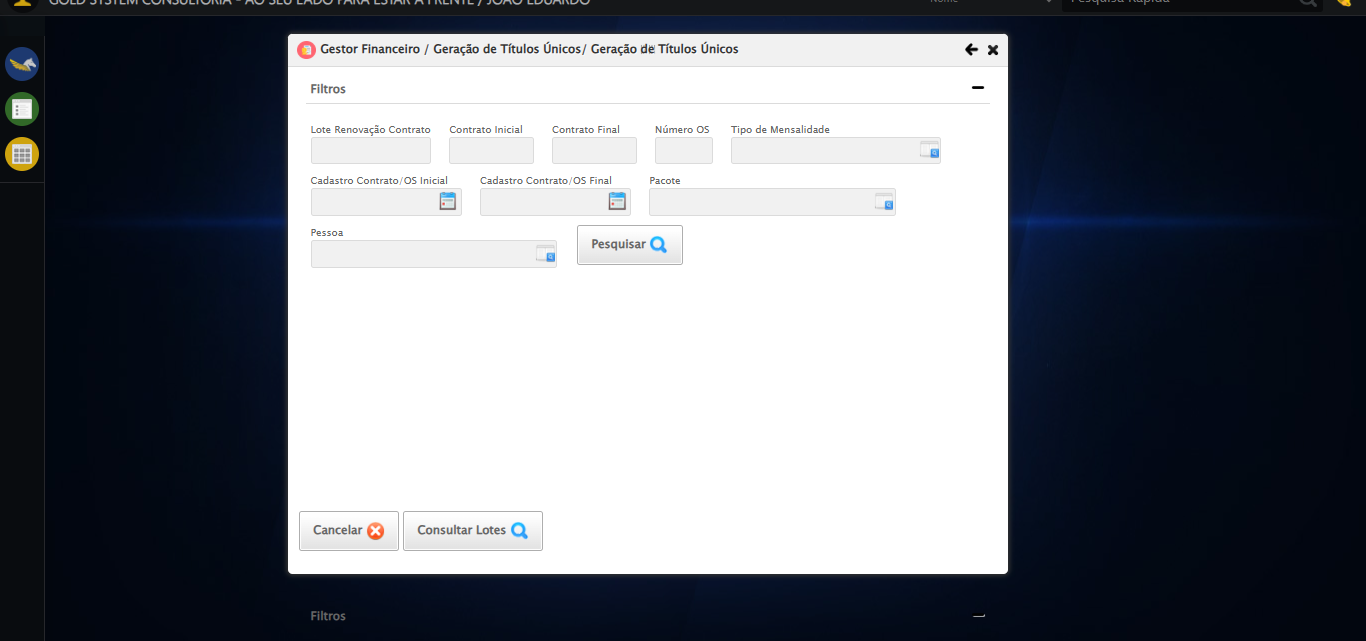 GOLD SYSTEM CONSULTORIA - AO SEU LADO PARA ESTAR À FRENTE / JOÃO EDUARDO
Nome
Pesquisa Rápida
Gestor Financeiro / Geração de Títulos Únicos/ Geração de Títulos Únicos
Filtros
Lote Renovação Contrato Contrato Inicial Contrato Final Número OS Tipo de Mensalidade
Cadastro Contrato/OS Inicial Cadastro Contrato/OS Final Pacote
Pessoa
Pesquisar
Cancelar Consultar Lotes
Filtros